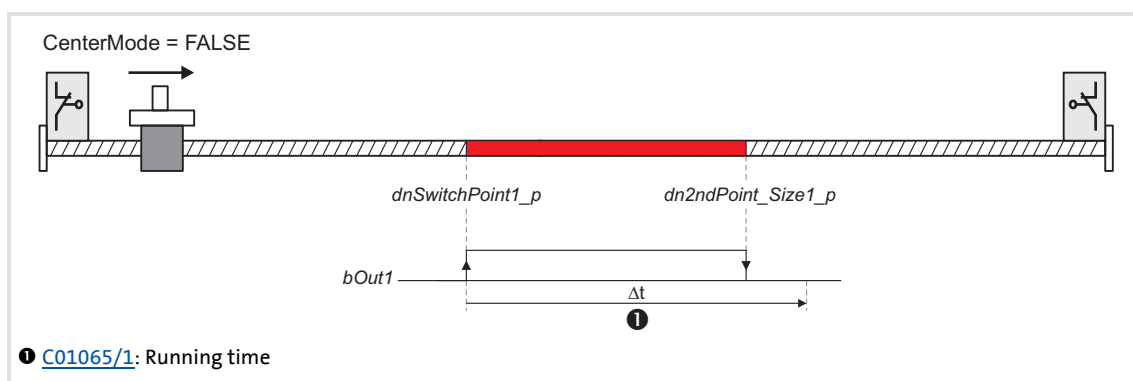 CenterMode = FALSE
dnSwitchPoint1_p
dn2ndPoint_Size1_p
bOut1
Δt
❶
❶ C01065/1: Running time